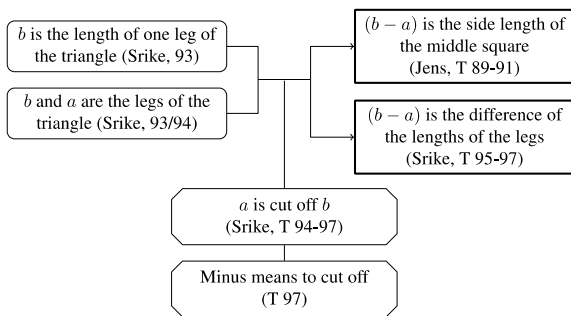 b is the length of one leg of
the triangle (Srike, 93)
b and a are the legs of the
triangle (Srike, 93/94)
(b − a) is the side length of
the middle square
(Jens, T 89-91)
(b − a) is the difference of
the lengths of the legs
(Srike, T 95-97)
a is cut off b
(Srike, T 94-97)
Minus means to cut off
(T 97)